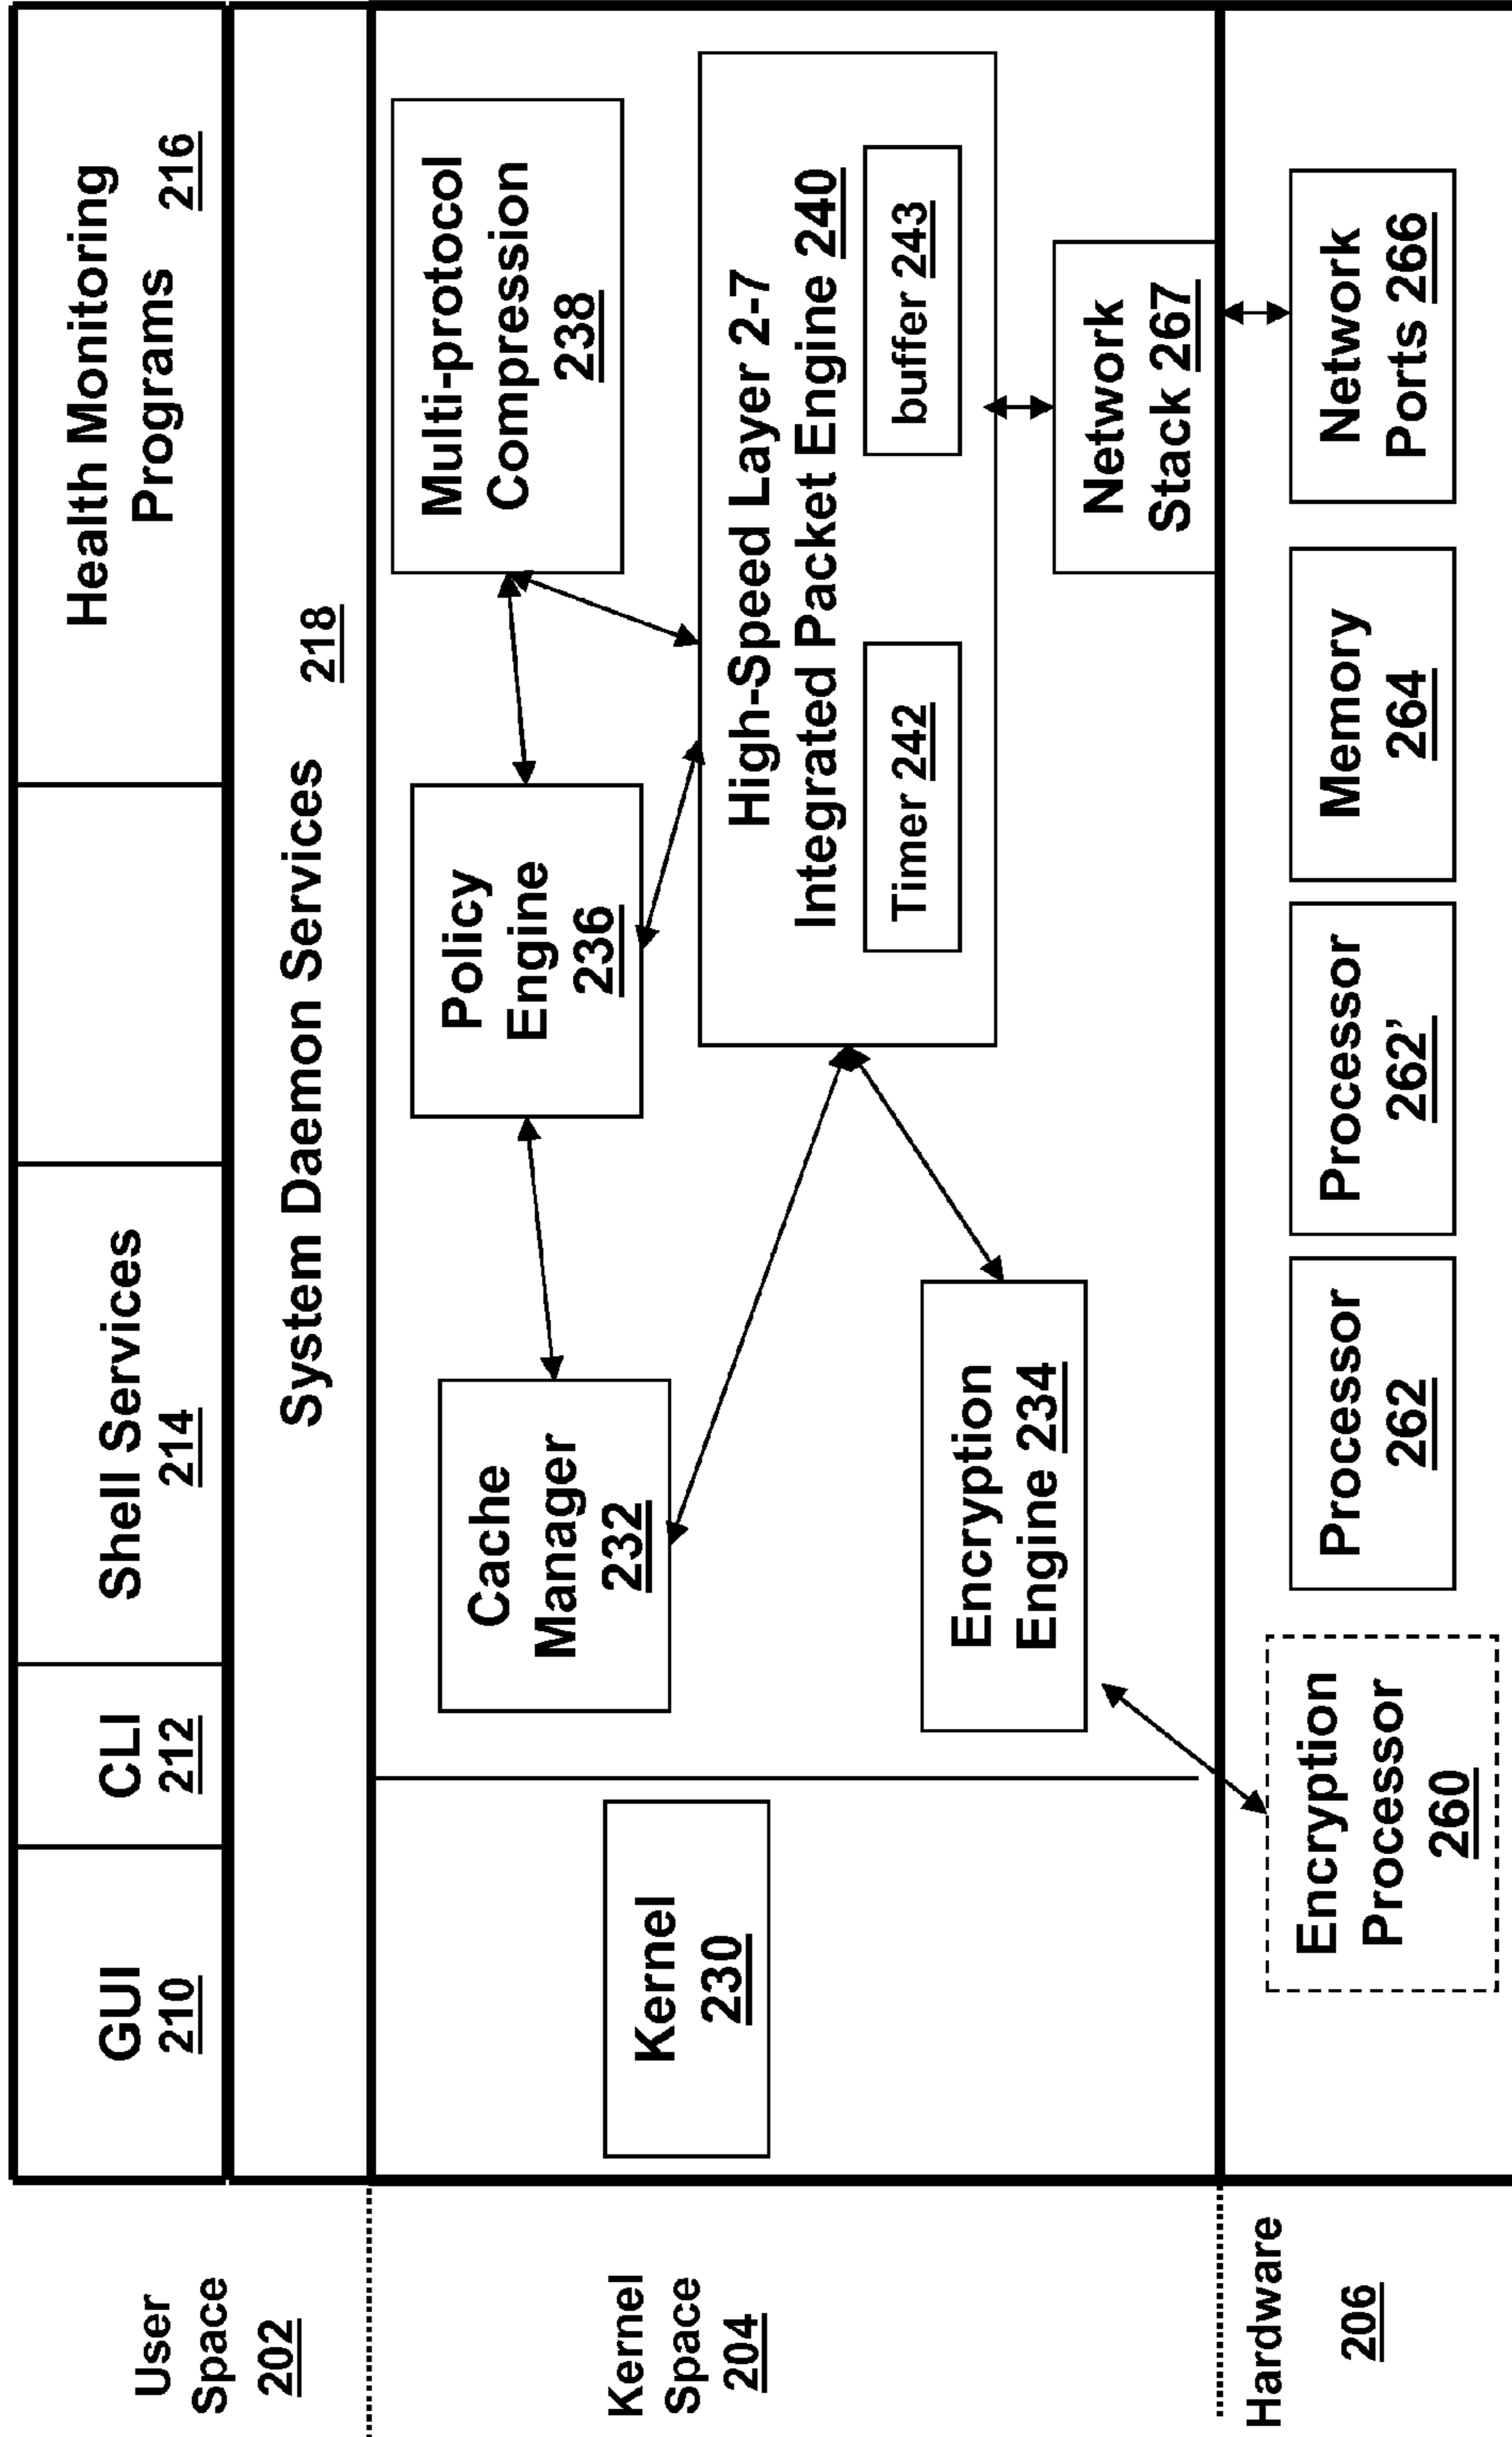 User
Space
202
GUI
210
CLI
212
Shell Services
214
Health Monitoring
Programs 216
System Daemon Services 218
Kernel
Space
204
Kernel
230
Cache
Manager
232
Policy
Engine
236
Multi-protocol
Compression
238
High-Speed Layer 2-7
Integrated Packet Engine 240
Timer 242
buffer 243
Encryption
Engine 234
Network
Stack 267
Hardware
206
Encryption
Processor
260
Processor
262
Processor
262’
Memory
264
Network
Ports 266